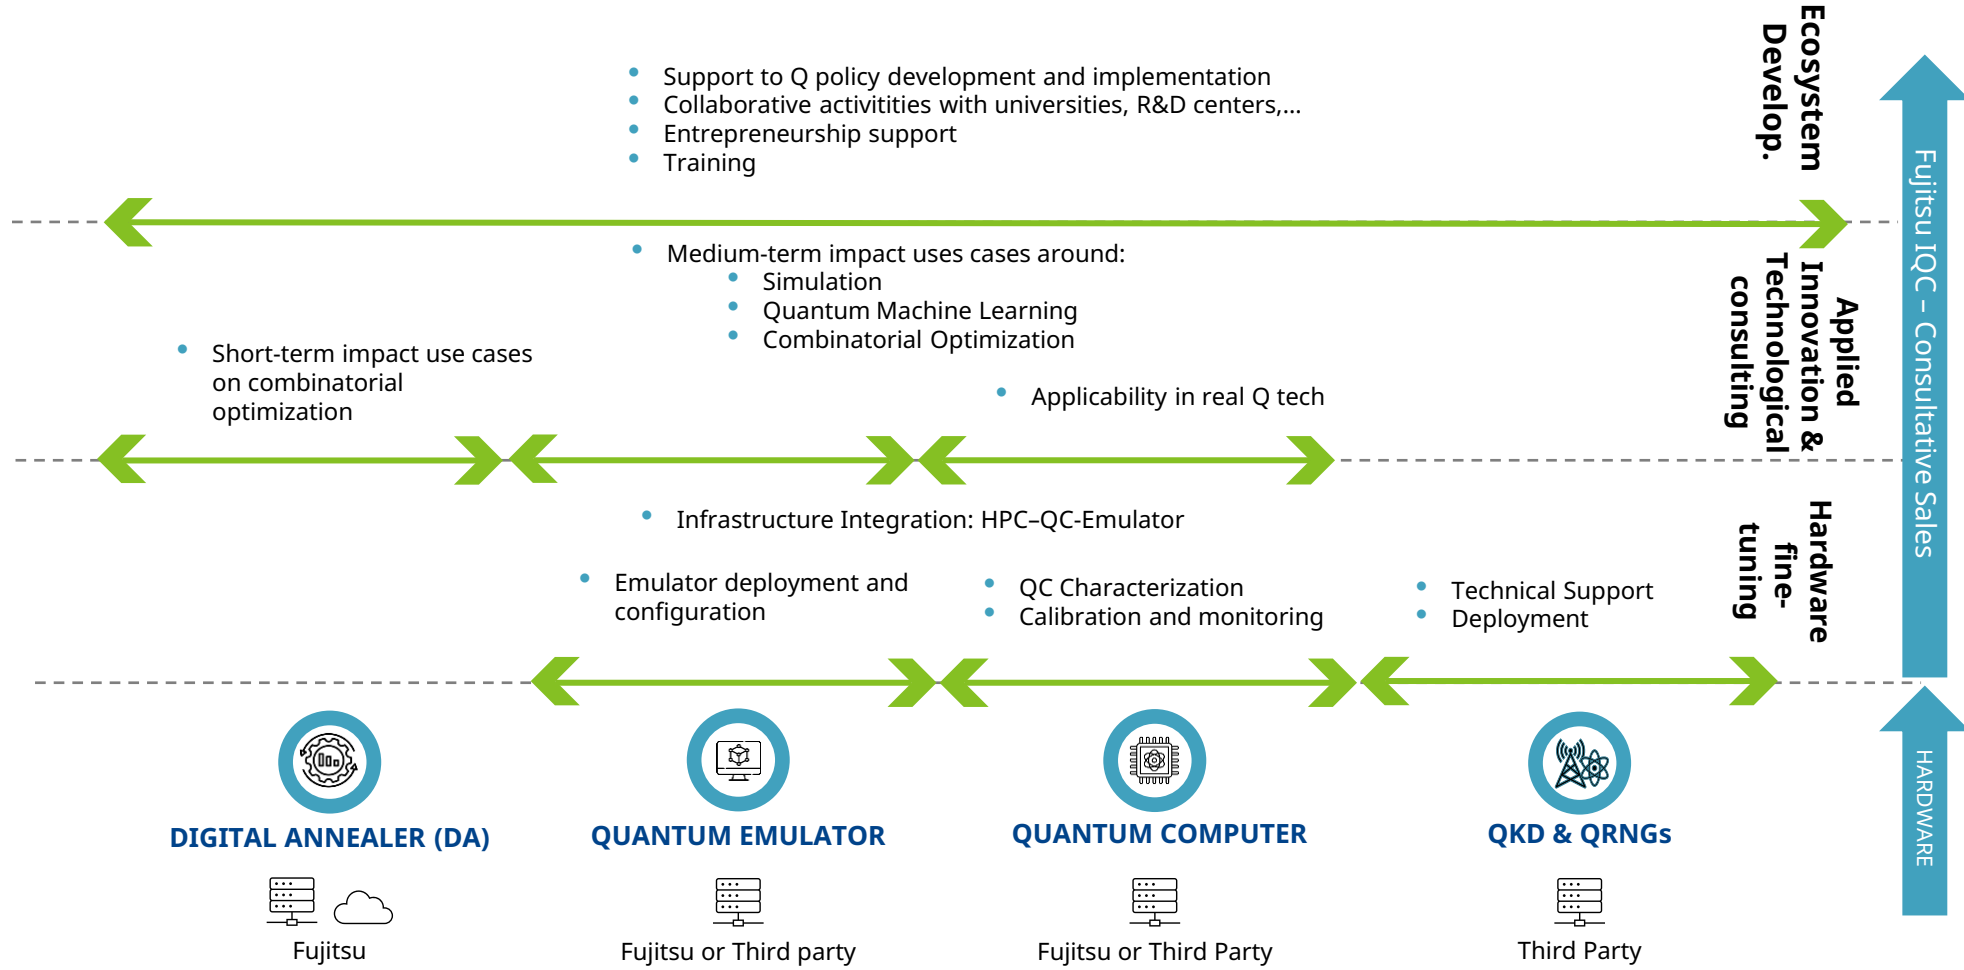 Support to Q policy development and implementation
Collaborative activitities with universities, R&D centers,...
Entrepreneurship support
Training
Ecosystem
Develop.
Medium-term impact uses cases around:
Simulation
Quantum Machine Learning
Combinatorial Optimization
Short-term impact use cases
on combinatorial
optimization
Applicability in real Q tech
Applied
Innovation &
Technological
consulting
Infrastructure Integration: HPC–QC-Emulator
Emulator deployment and
configuration
QC Characterization
Calibration and monitoring
Technical Support
Deployment
Hardware
fine-
tuning
Fujitsu IQC – Consultative Sales
HARDWARE
DIGITAL ANNEALER (DA)
QUANTUM EMULATOR
QUANTUM COMPUTER
QKD & QRNGs
Fujitsu
Fujitsu or Third party
Fujitsu or Third Party
Third Party